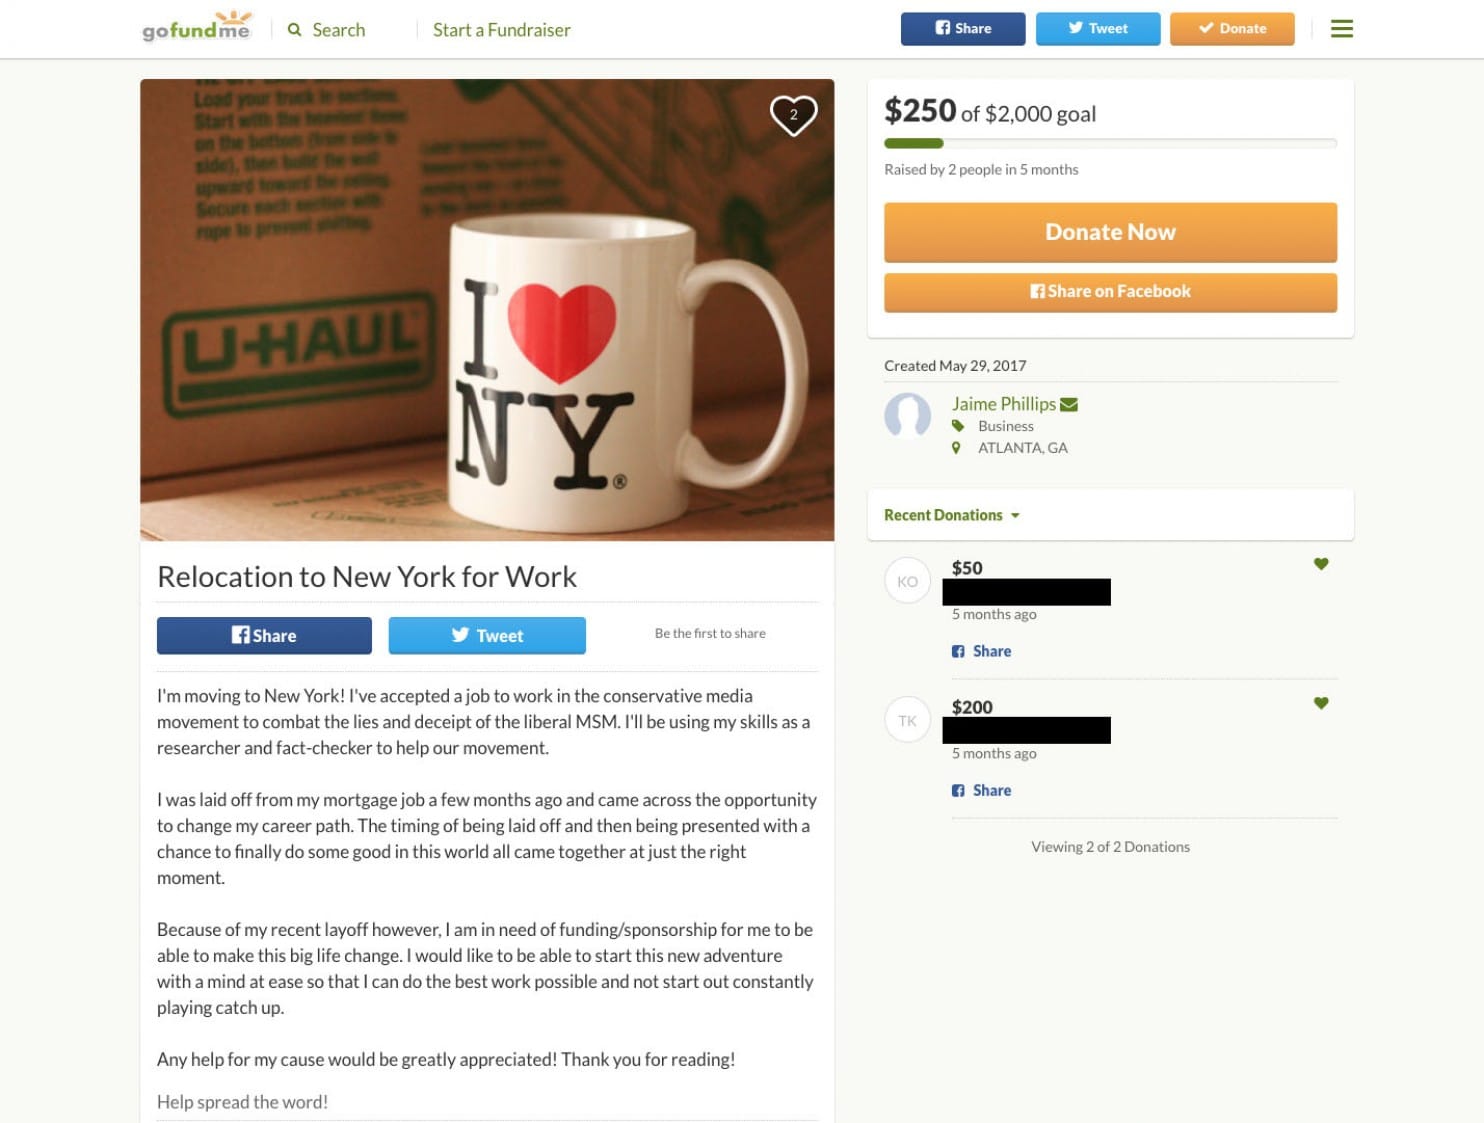 gofundme
Search
Start a Fundraiser
Share
Tweet
Donate
Load your truck in sections.
Start with the heaviest items
on the bottom (from side to
side), then build the wall
upward toward the ceiling.
Secure each section with
rope to prevent shifting.
U-HAUL
2
I
NY®
$250 of $2,000 goal
Raised by 2 people in 5 months
Donate Now
Share on Facebook
Created May 29, 2017
Jaime Phillips
Business
ATLANTA, GA
Recent Donations
KO
$50
5 months ago
Share
TK
$200
5 months ago
Share
Viewing 2 of 2 Donations
Relocation to New York for Work
Share
Tweet
Be the first to share
I'm moving to New York! I've accepted a job to work in the conservative media
movement to combat the lies and deceipt of the liberal MSM. I'll be using my skills as a
researcher and fact-checker to help our movement.
I was laid off from my mortgage job a few months ago and came across the opportunity
to change my career path. The timing of being laid off and then being presented with a
chance to finally do some good in this world all came together at just the right
moment.
Because of my recent layoff however, I am in need of funding/sponsorship for me to be
able to make this big life change. I would like to be able to start this new adventure
with a mind at ease so that I can do the best work possible and not start out constantly
playing catch up.
Any help for my cause would be greatly appreciated! Thank you for reading!
Help spread the word!